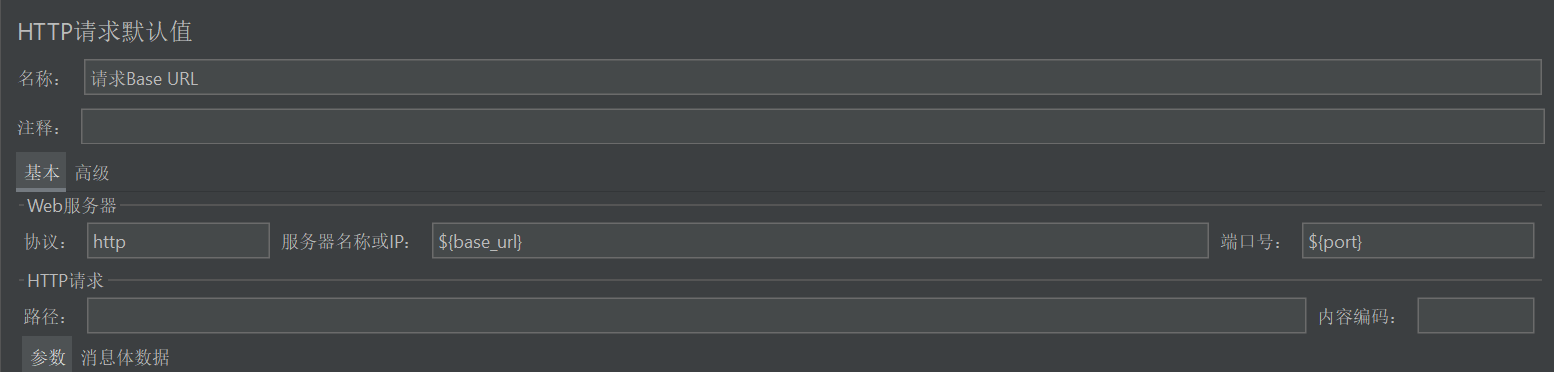 HTTP请求默认值
名称： 请求Base URL
注释：
基本 高级
Web服务器
协议： http 服务器名称或IP： ${base_url} 端口号： ${port}
HTTP请求
路径： 内容编码：
参数 消息体数据